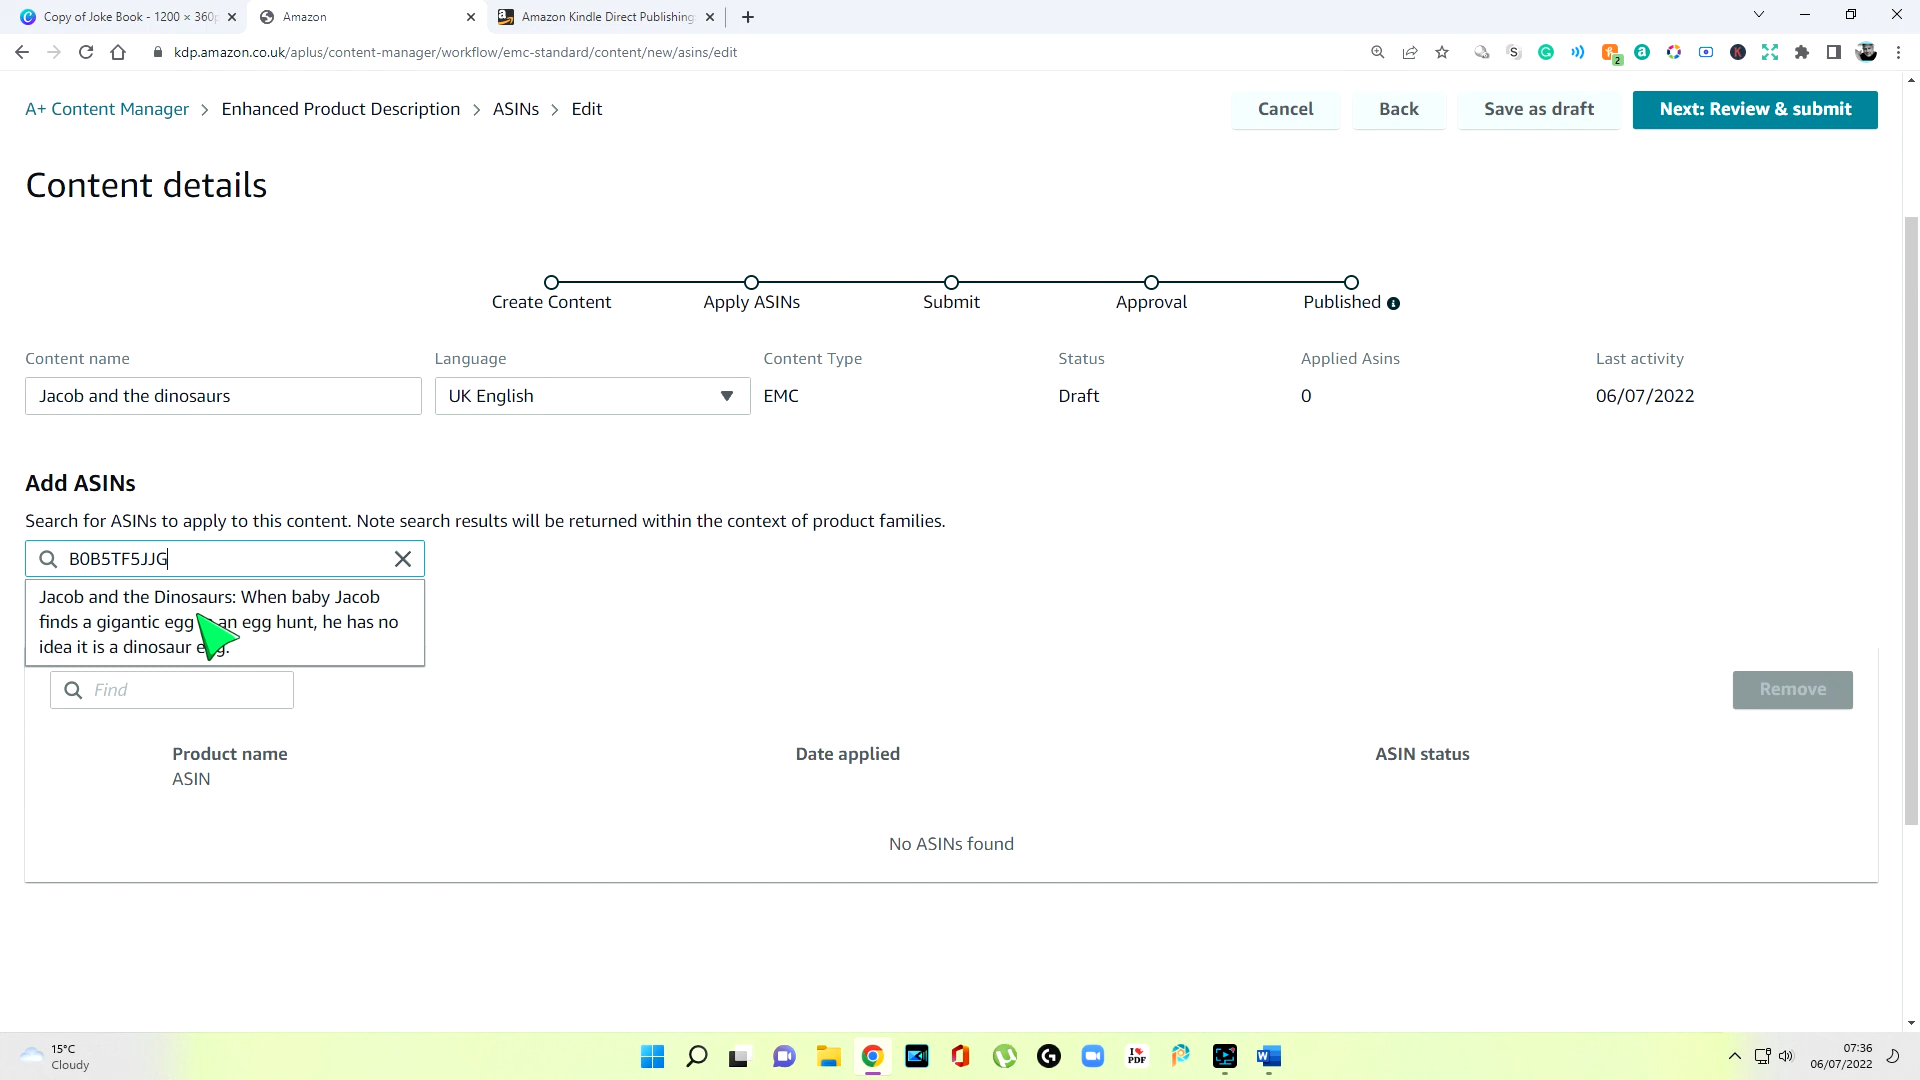 Copy of Joke Book - 1200 × 360p
Amazon
Amazon Kindle Direct Publishing:
kdp.amazon.co.uk/aplus/content-manager/workflow/emc-standard/content/new/asins/edit
2
A+ Content Manager > Enhanced Product Description > ASINs > Edit
Cancel
Back
Save as draft
Next: Review & submit
Content details
Create Content
Apply ASINs
Submit
Approval
Published
Content name
Language
Content Type
Status
Applied Asins
Last activity
Jacob and the dinosaurs
UK English
EMC
Draft
0
06/07/2022
Add ASINs
Search for ASINs to apply to this content. Note search results will be returned within the context of product families.
B0B5TF5JJG
Jacob and the Dinosaurs: When baby Jacob
finds a gigantic egg an egg hunt, he has no
idea it is a dinosaur
Find
Remove
Product name
Date applied
ASIN status
ASIN
No ASINs found
15°C
Cloudy
I PDF
W
07:36
06/07/2022